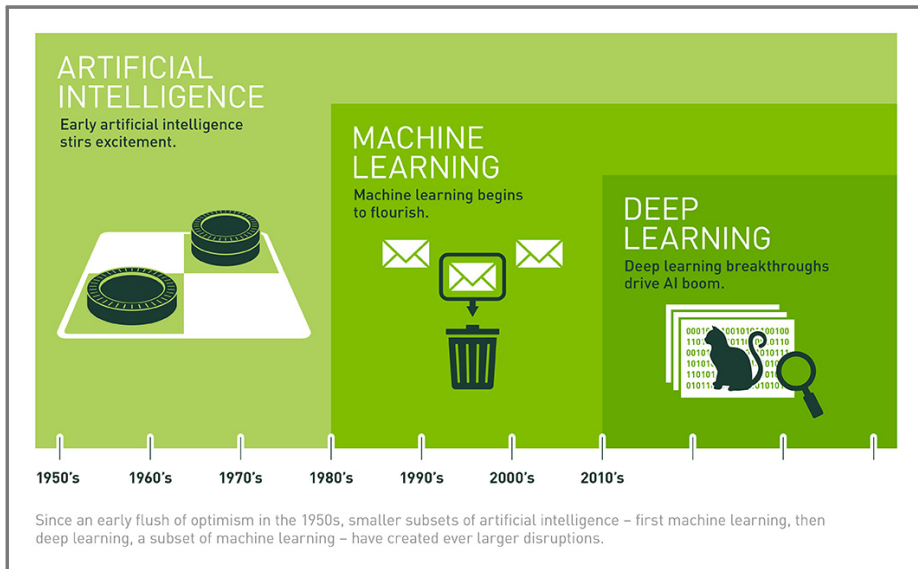 ARTIFICIAL
INTELLIGENCE
Early artificial intelligence
stirs excitement.
MACHINE
LEARNING
Machine learning begins
to flourish.
DEEP
LEARNING
Deep learning breakthroughs
drive AI boom.
1950's
1960's
1970's
1980's
1990's
2000's
2010's
Since an early flush of optimism in the 1950s, smaller subsets of artificial intelligence – first machine learning, then
deep learning, a subset of machine learning – have created ever larger disruptions.